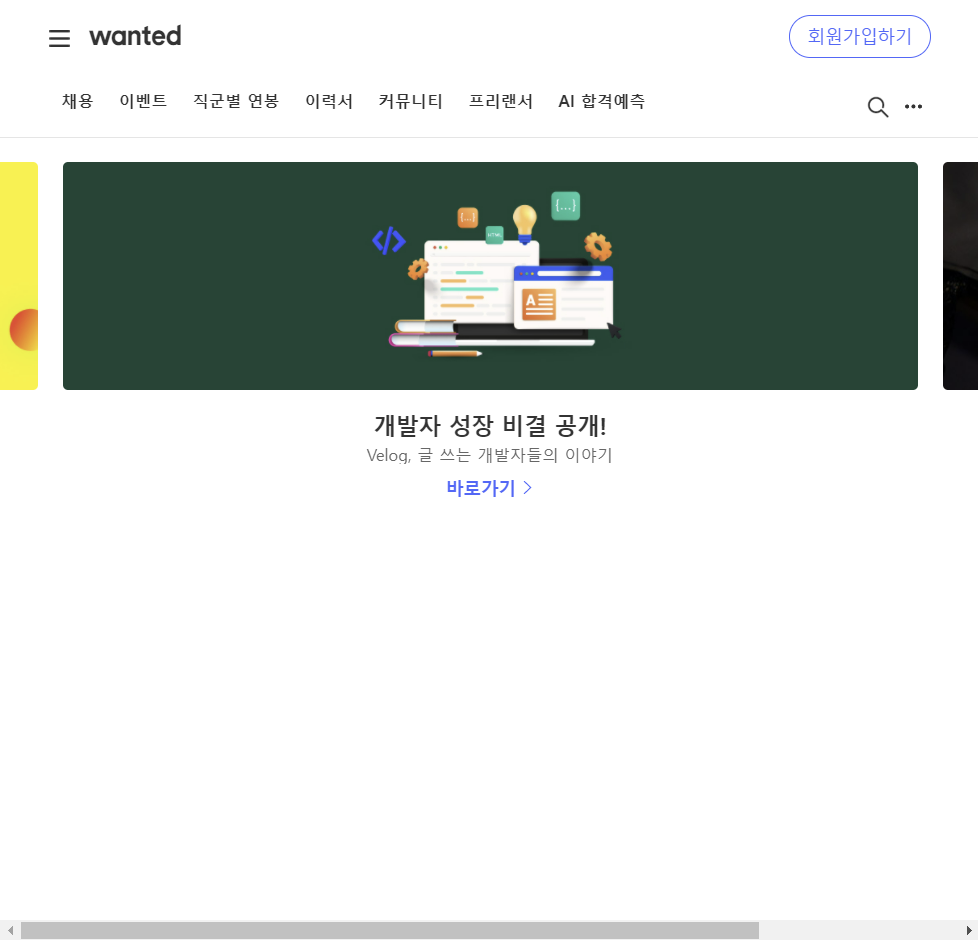 wanted
회원가입하기
채용 이벤트 직군별 연봉 이력서 커뮤니티 프리랜서 AI 합격예측
{...}
{...}
HTML
</>
A
개발자 성장 비결 공개!
Velog, 글 쓰는 개발자들의 이야기
바로가기